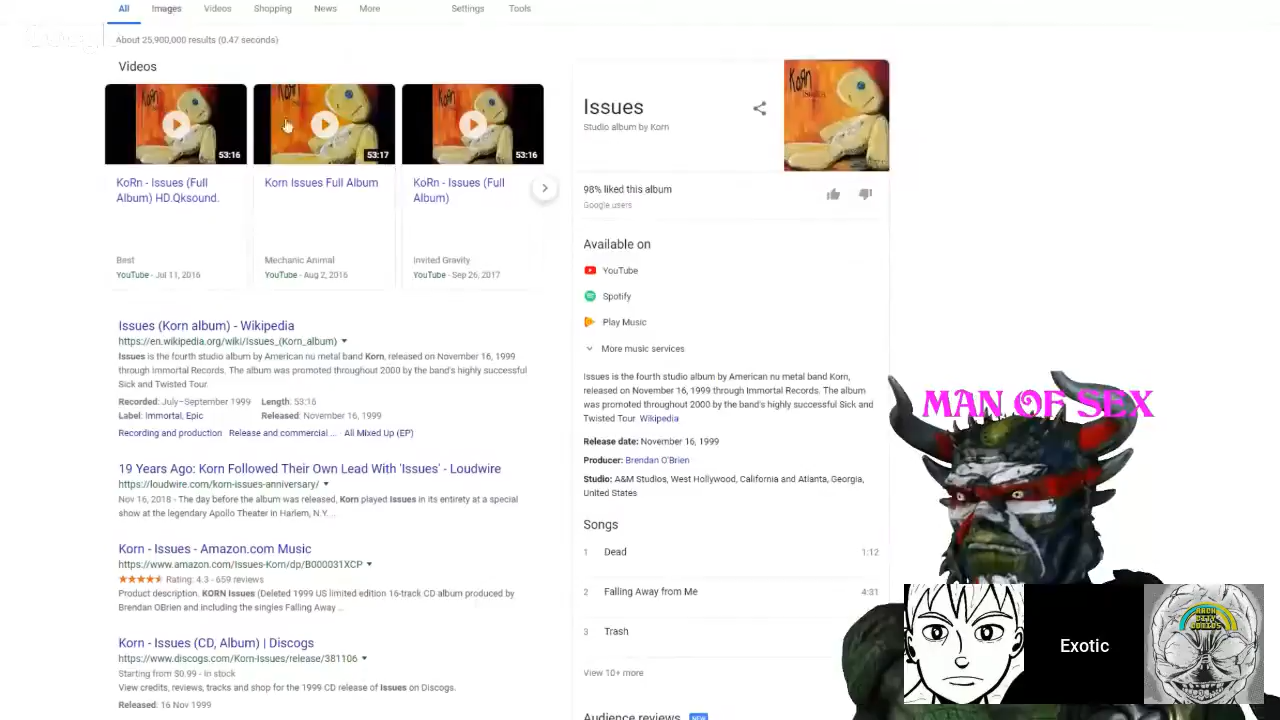 All
Images
Videos
Shopping
News
More
Settings
Tools
About 25,900,000 results (0.47 seconds)
Videos
53:16
53:17
53:16
KoRn - Issues (Full
Album) HD.Qksound.
Korn Issues Full Album
KoRn - Issues (Full
Album)
Best
YouTube - Jul 11, 2016
Mechanic Animal
YouTube - Aug 2, 2016
Invited Gravity
YouTube - Sep 26, 2017
Issues (Korn album) - Wikipedia
https://en.wikipedia.org/wiki/Issues_(Korn_album)
Issues is the fourth studio album by American nu metal band Korn, released on November 16, 1999
through Immortal Records. The album was promoted throughout 2000 by the band's highly successful
Sick and Twisted Tour.
Recorded: July–September 1999 Length: 53:16
Label: Immortal, Epic Released: November 16, 1999
Recording and production Release and commercial ... All Mixed Up (EP)
19 Years Ago: Korn Followed Their Own Lead With 'Issues' - Loudwire
https://loudwire.com/korn-issues-anniversary/
Nov 16, 2018 - The day before the album was released, Korn played Issues in its entirety at a special
show at the legendary Apollo Theater in Harlem, N.Y....
Korn - Issues - Amazon.com Music
https://www.amazon.com/Issues-Korn/dp/B000031XCP
Rating: 4.3 - 659 reviews
Product description. KORN Issues (Deleted 1999 US limited edition 16-track CD album produced by
Brendan OBrien and including the singles Falling Away ...
Korn - Issues (CD, Album) | Discogs
https://www.discogs.com/Korn-Issues/release/381106
Starting from $0.99 - In stock
View credits, reviews, tracks and shop for the 1999 CD release of Issues on Discogs.
Released: 16 Nov 1999
Issues
Studio album by Korn
KoRn
98% liked this album
Google users
Available on
YouTube
Spotify
Play Music
More music services
Issues is the fourth studio album by American nu metal band Korn,
released on November 16, 1999 through Immortal Records. The album
was promoted throughout 2000 by the band's highly successful Sick and
Twisted Tour. Wikipedia
Release date: November 16, 1999
Producer: Brendan O'Brien
Studio: A&M Studios, West Hollywood, California and Atlanta, Georgia,
United States
Songs
1 Dead 1:12
2 Falling Away from Me 4:31
3 Trash
View 10+ more
Audience reviews NEW
MAN OF SEX
Exotic
ARCH
CITY
COMICS